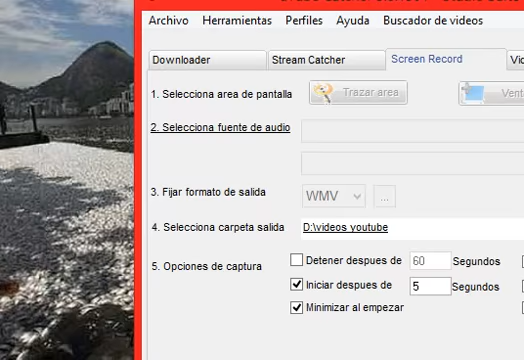 Archivo Herramientas Perfiles Ayuda Buscador de videos
Downloader Stream Catcher Screen Record
1. Selecciona area de pantalla Trazar area
2. Selecciona fuente de audio
3. Fijar formato de salida WMV ...
4. Selecciona carpeta salida D:\videos youtube
5. Opciones de captura Detener despues de 60 Segundos
Iniciar despues de 5 Segundos
Minimizar al empezar